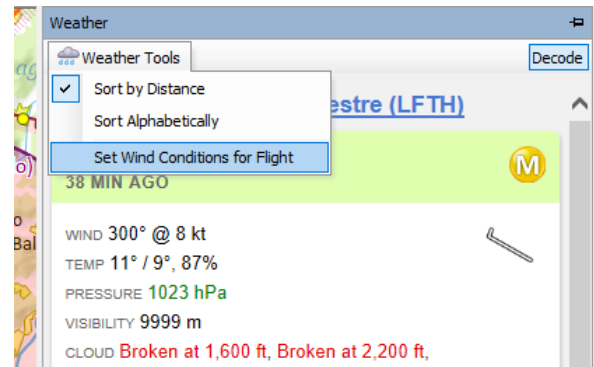 Weather
Weather Tools
Decode
Sort by Distance
estre (LFTH)
Sort Alphabetically
Set Wind Conditions for Flight
M
38 MIN AGO
WIND 300° @ 8 kt
TEMP 11° / 9°, 87%
PRESSURE 1023 hPa
VISIBILITY 9999 m
CLOUD Broken at 1,600 ft, Broken at 2,200 ft,
ag
o)
o
Bal